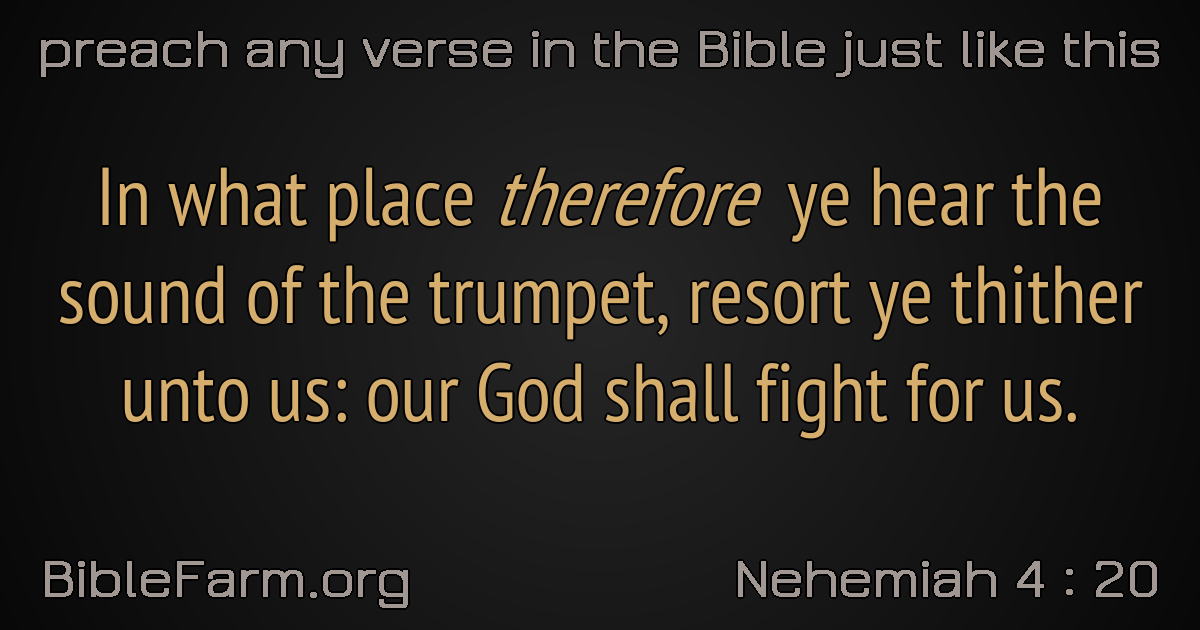 preach any verse in the Bible just like this
In what place therefore ye hear the
sound of the trumpet, resort ye thither
unto us: our God shall fight for us.
BibleFarm.org
Nehemiah 4 : 20